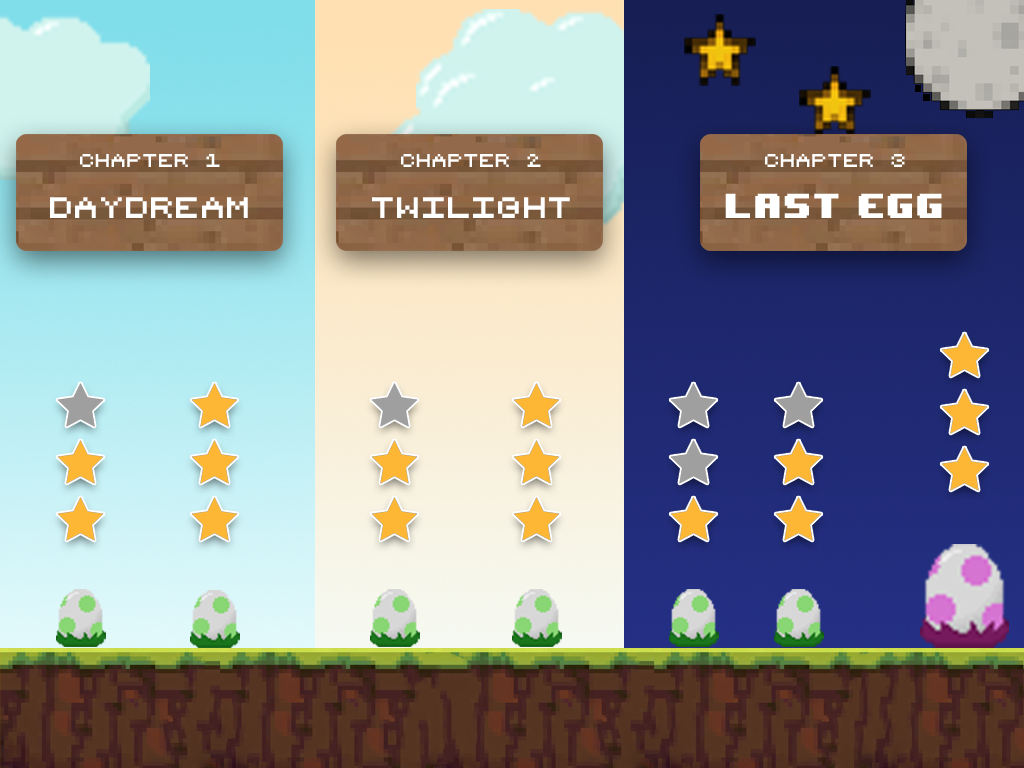 CHAPTER 1
DAYDREAM
CHAPTER 2
TWILIGHT
CHAPTER 3
LAST EGG